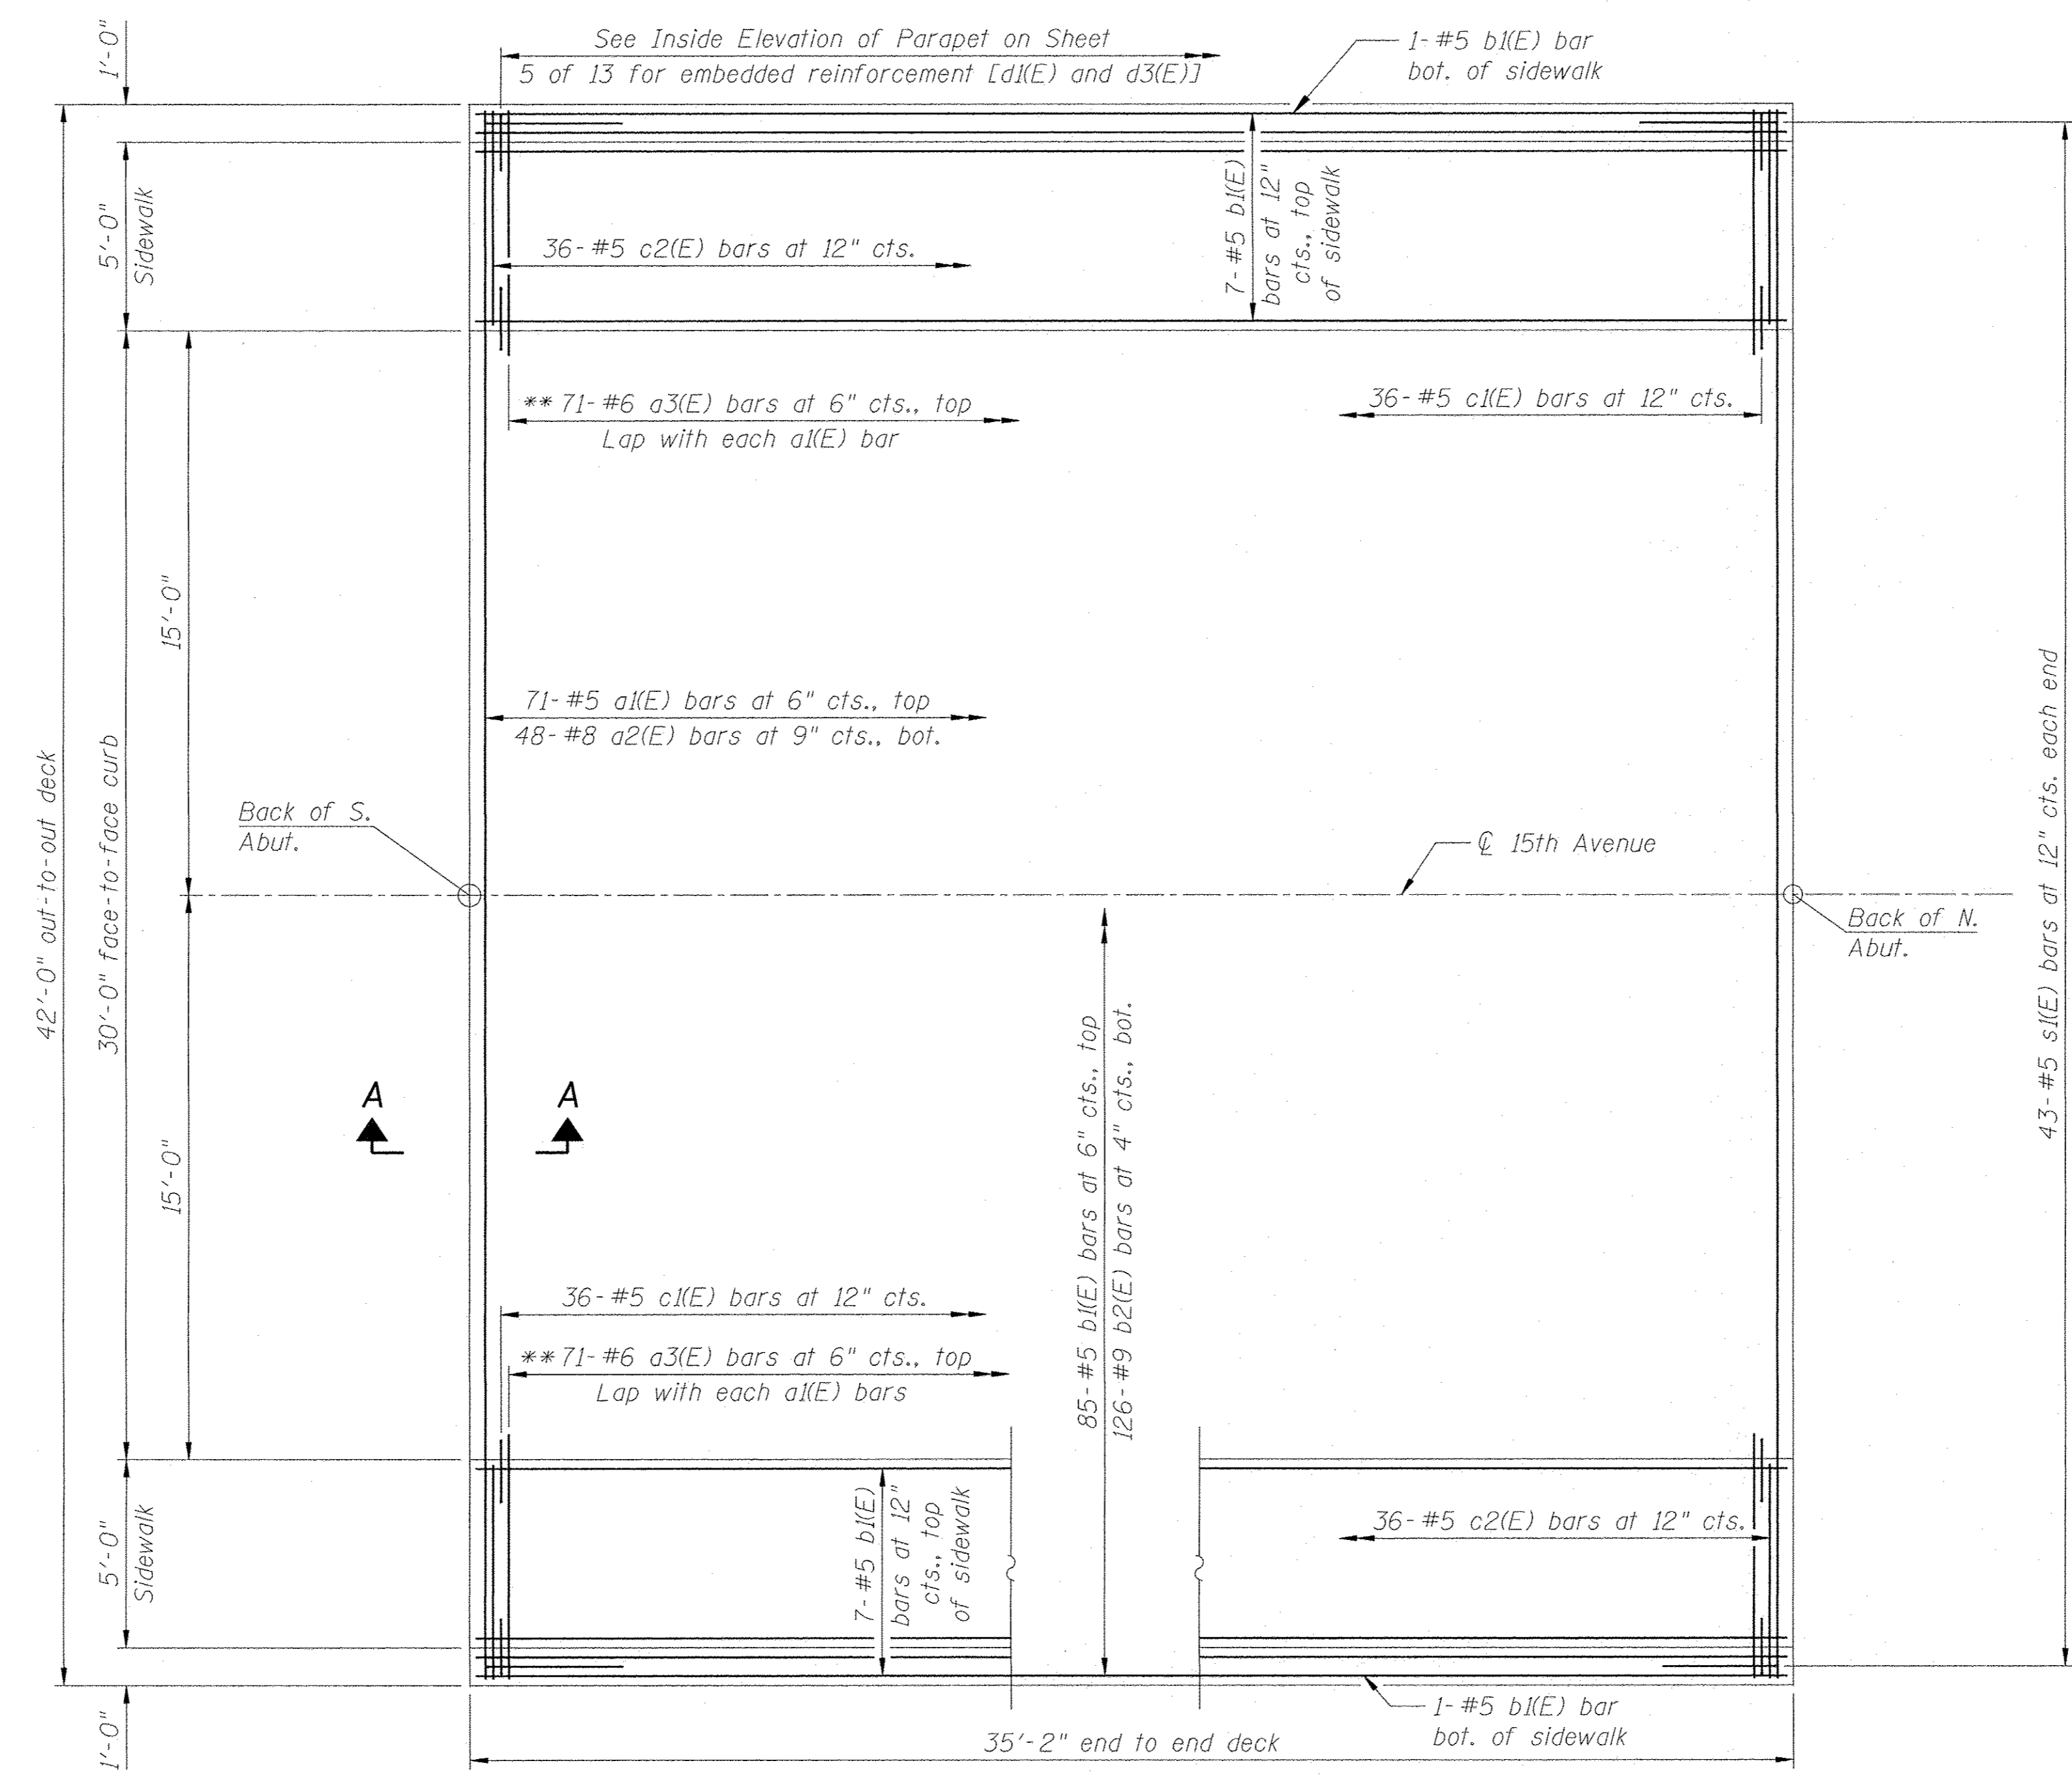 1'-0"
See Inside Elevation of Parapet on Sheet
5 of 13 for embedded reinforcement [d1(E) and d3(E)]
1-#5 b1(E) bar
bot. of sidewalk
5'-0"
Sidewalk
36-#5 c2(E) bars at 12" cts.
7-#5 b1(E)
bars at 12"
cts., top
of sidewalk
** 71-#6 a3(E) bars at 6" cts., top
Lap with each a1(E) bar
36-#5 c1(E) bars at 12" cts.
15'-0"
71-#5 a1(E) bars at 6" cts., top
48-#8 a2(E) bars at 9" cts., bot.
42'-0" out-to-out deck
30'-0" face-to-face curb
Back of S.
Abut.
℄ 15th Avenue
Back of N.
Abut.
43-#5 s1(E) bars at 12" cts. each end
A A
15'-0"
85-#5 b1(E) bars at 6" cts., top
126-#9 b2(E) bars at 4" cts., bot.
36-#5 c1(E) bars at 12" cts.
** 71-#6 a3(E) bars at 6" cts., top
Lap with each a1(E) bars
5'-0"
Sidewalk
7-#5 b1(E)
bars at 12"
cts., top
of sidewalk
36-#5 c2(E) bars at 12" cts.
1'-0"
1-#5 b1(E) bar
bot. of sidewalk
35'-2" end to end deck